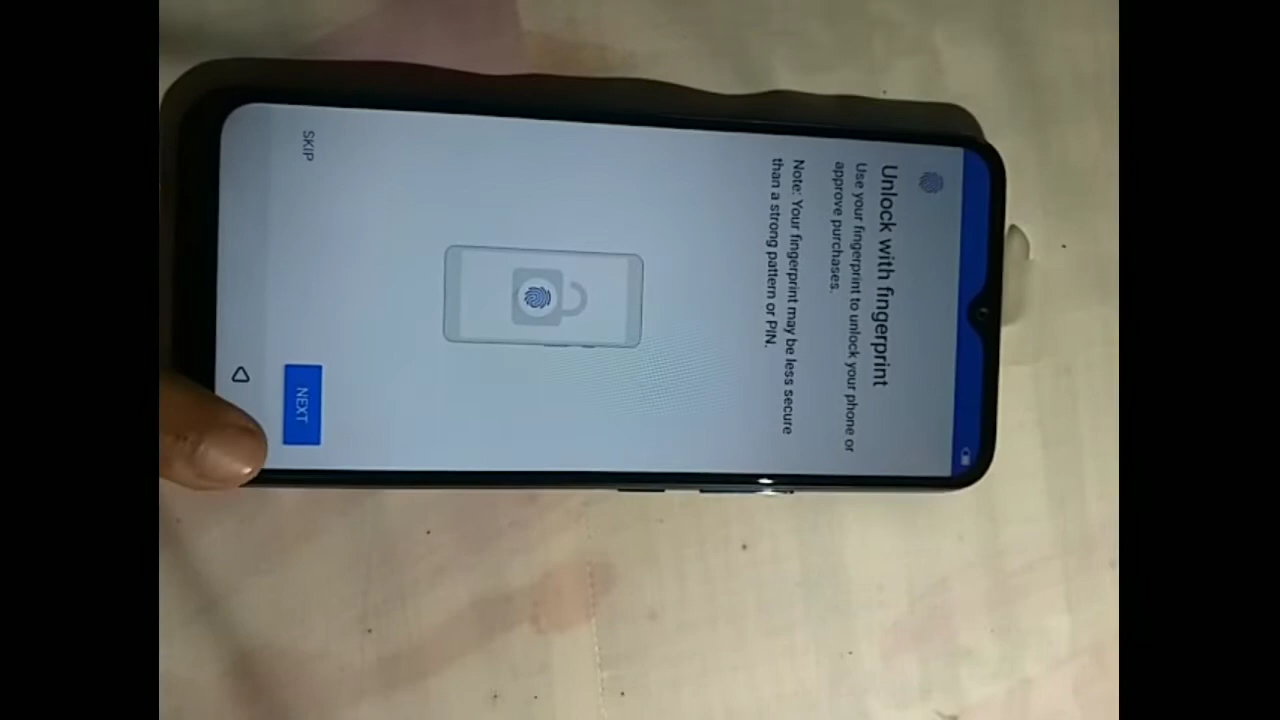 Unlock with fingerprint
Use your fingerprint to unlock your phone or
approve purchases.
Note: Your fingerprint may be less secure
than a strong pattern or PIN.
SKIP
NEXT